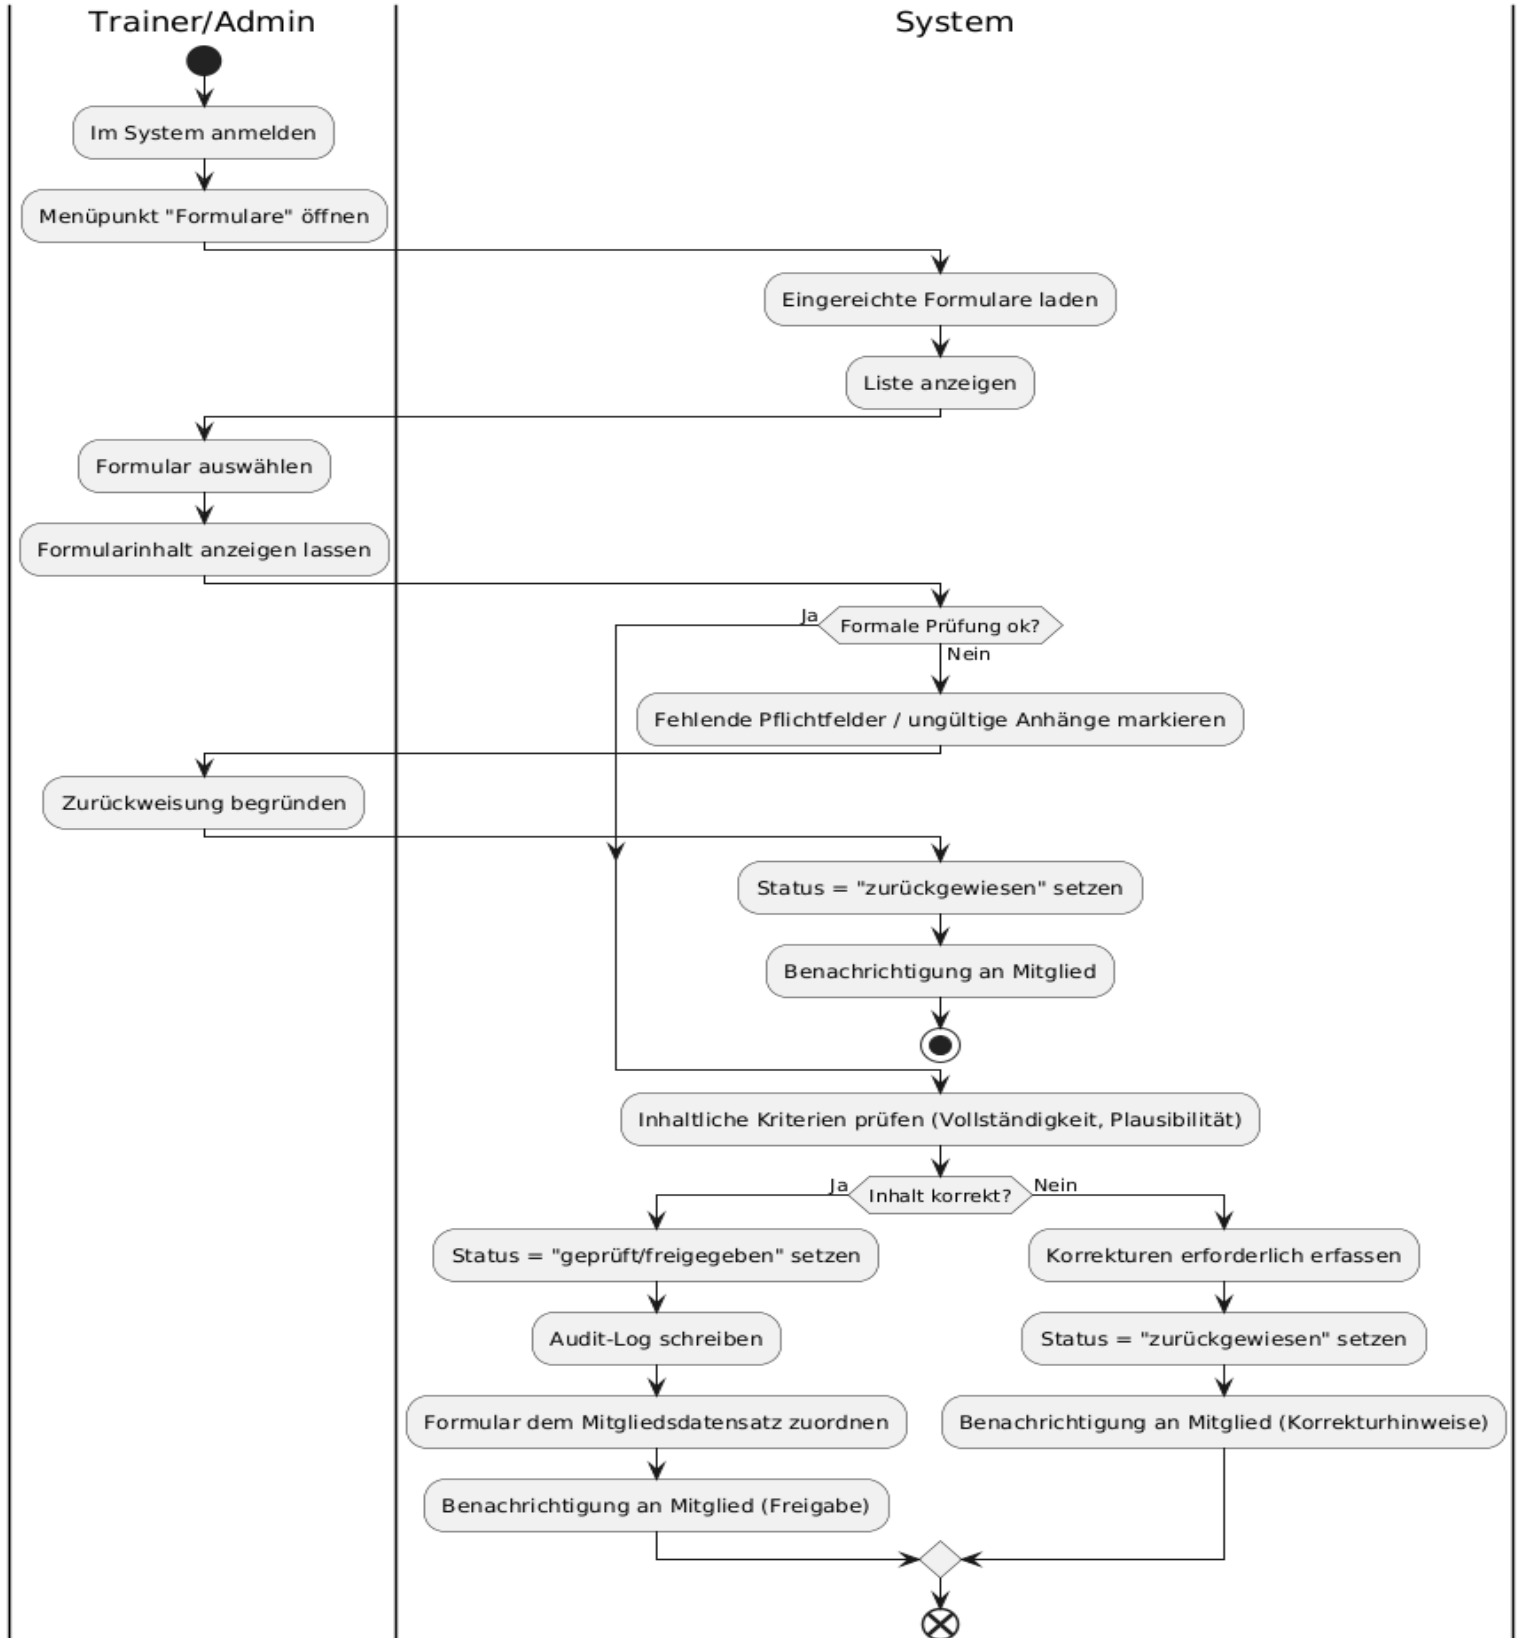 Trainer/Admin
System
Im System anmelden
Menüpunkt "Formulare" öffnen
Eingereichte Formulare laden
Liste anzeigen
Formular auswählen
Formularinhalt anzeigen lassen
Ja
Formale Prüfung ok?
Nein
Fehlende Pflichtfelder / ungültige Anhänge markieren
Zurückweisung begründen
Status = "zurückgewiesen" setzen
Benachrichtigung an Mitglied
Inhaltliche Kriterien prüfen (Vollständigkeit, Plausibilität)
Ja
Inhalt korrekt?
Nein
Status = "geprüft/freigegeben" setzen
Korrekturen erforderlich erfassen
Audit-Log schreiben
Status = "zurückgewiesen" setzen
Formular dem Mitgliedsdatensatz zuordnen
Benachrichtigung an Mitglied (Korrekturhinweise)
Benachrichtigung an Mitglied (Freigabe)